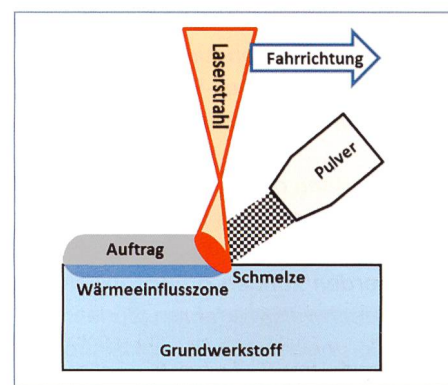 Fahrrichtung
Laserstrahl
Pulver
Auftrag
Schmelze
Wärmeeinflusszone
Grundwerkstoff